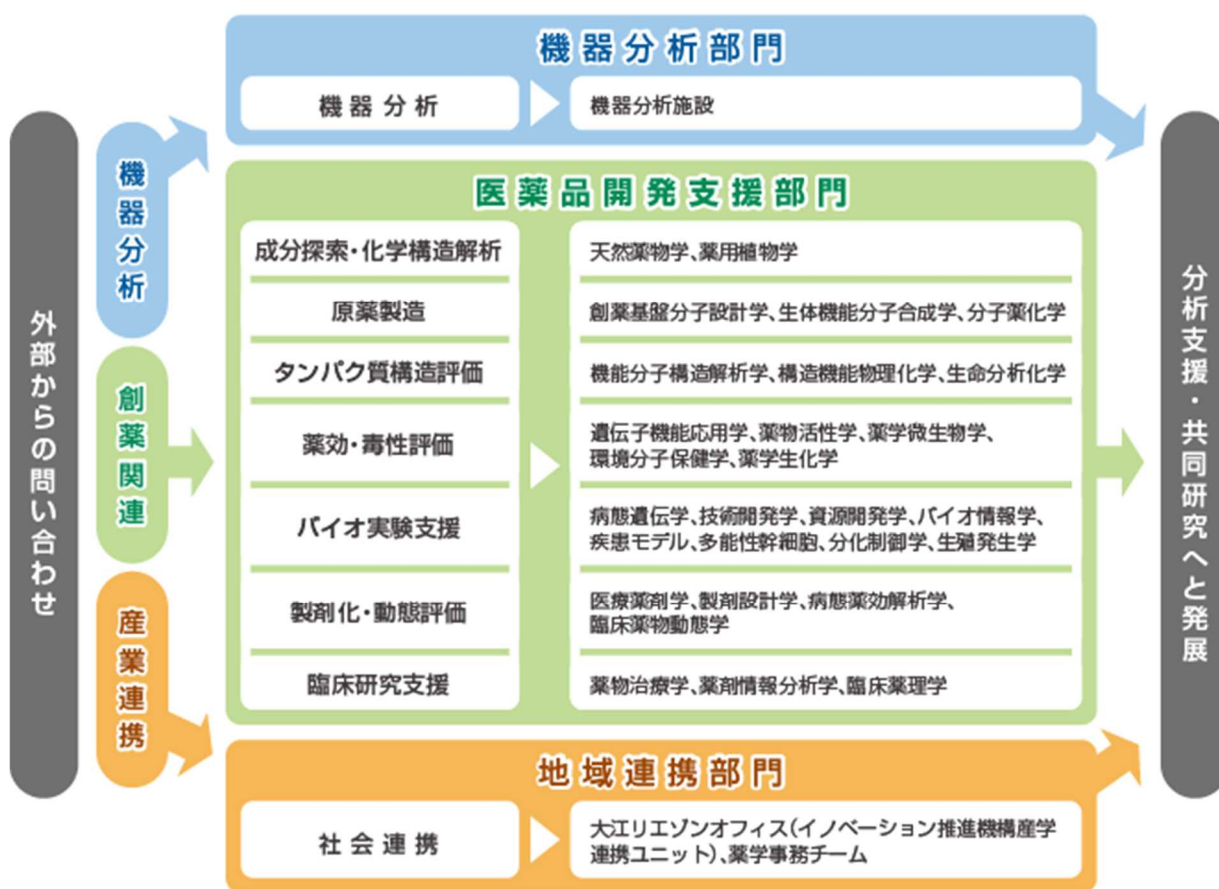 外部からの問い合わせ
機器分析
創薬関連
産業連携
機器分析部門
機器分析
機器分析施設
医薬品開発支援部門
成分探索・化学構造解析
天然薬物学、薬用植物学
原薬製造
創薬基盤分子設計学、生体機能分子合成学、分子薬化学
タンパク質構造評価
機能分子構造解析学、構造機能物理化学、生命分析化学
薬効・毒性評価
遺伝子機能応用学、薬物活性学、薬学微生物学、
環境分子保健学、薬学生化学
バイオ実験支援
病態遺伝学、技術開発学、資源開発学、バイオ情報学、
疾患モデル、多能性幹細胞、分化制御学、生殖発生学
製剤化・動態評価
医療薬剤学、製剤設計学、病態薬効解析学、
臨床薬物動態学
臨床研究支援
薬物治療学、薬剤情報分析学、臨床薬理学
地域連携部門
社会連携
大江リエゾンオフィス(イノベーション推進機構産学
連携ユニット)、薬学事務チーム
分析支援・共同研究へと発展